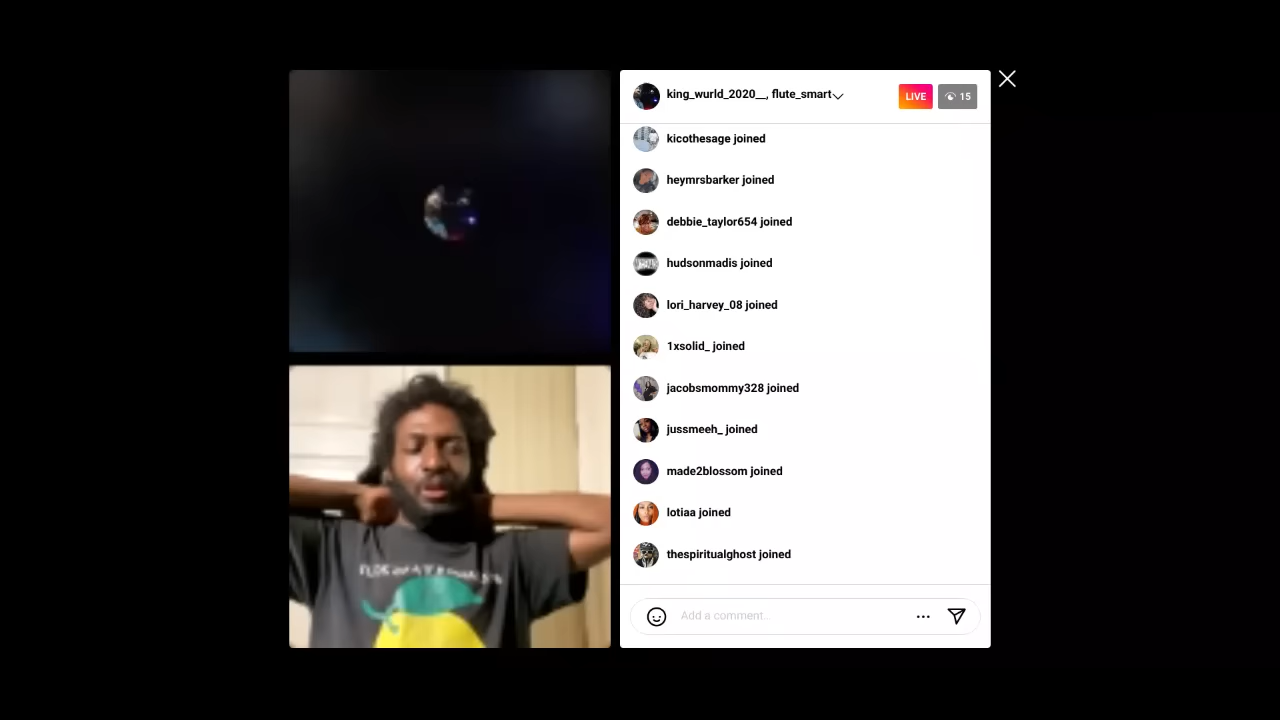 king_wurld_2020__, flute_smart
LIVE
15
kicothesage joined
heymrsbarker joined
debbie_taylor654 joined
hudsonmadis joined
lori_harvey_08 joined
1xsolid_ joined
jacobsmommy328 joined
jussmeeh_ joined
made2blossom joined
lotiaa joined
thespiritualghost joined
Add a comment...